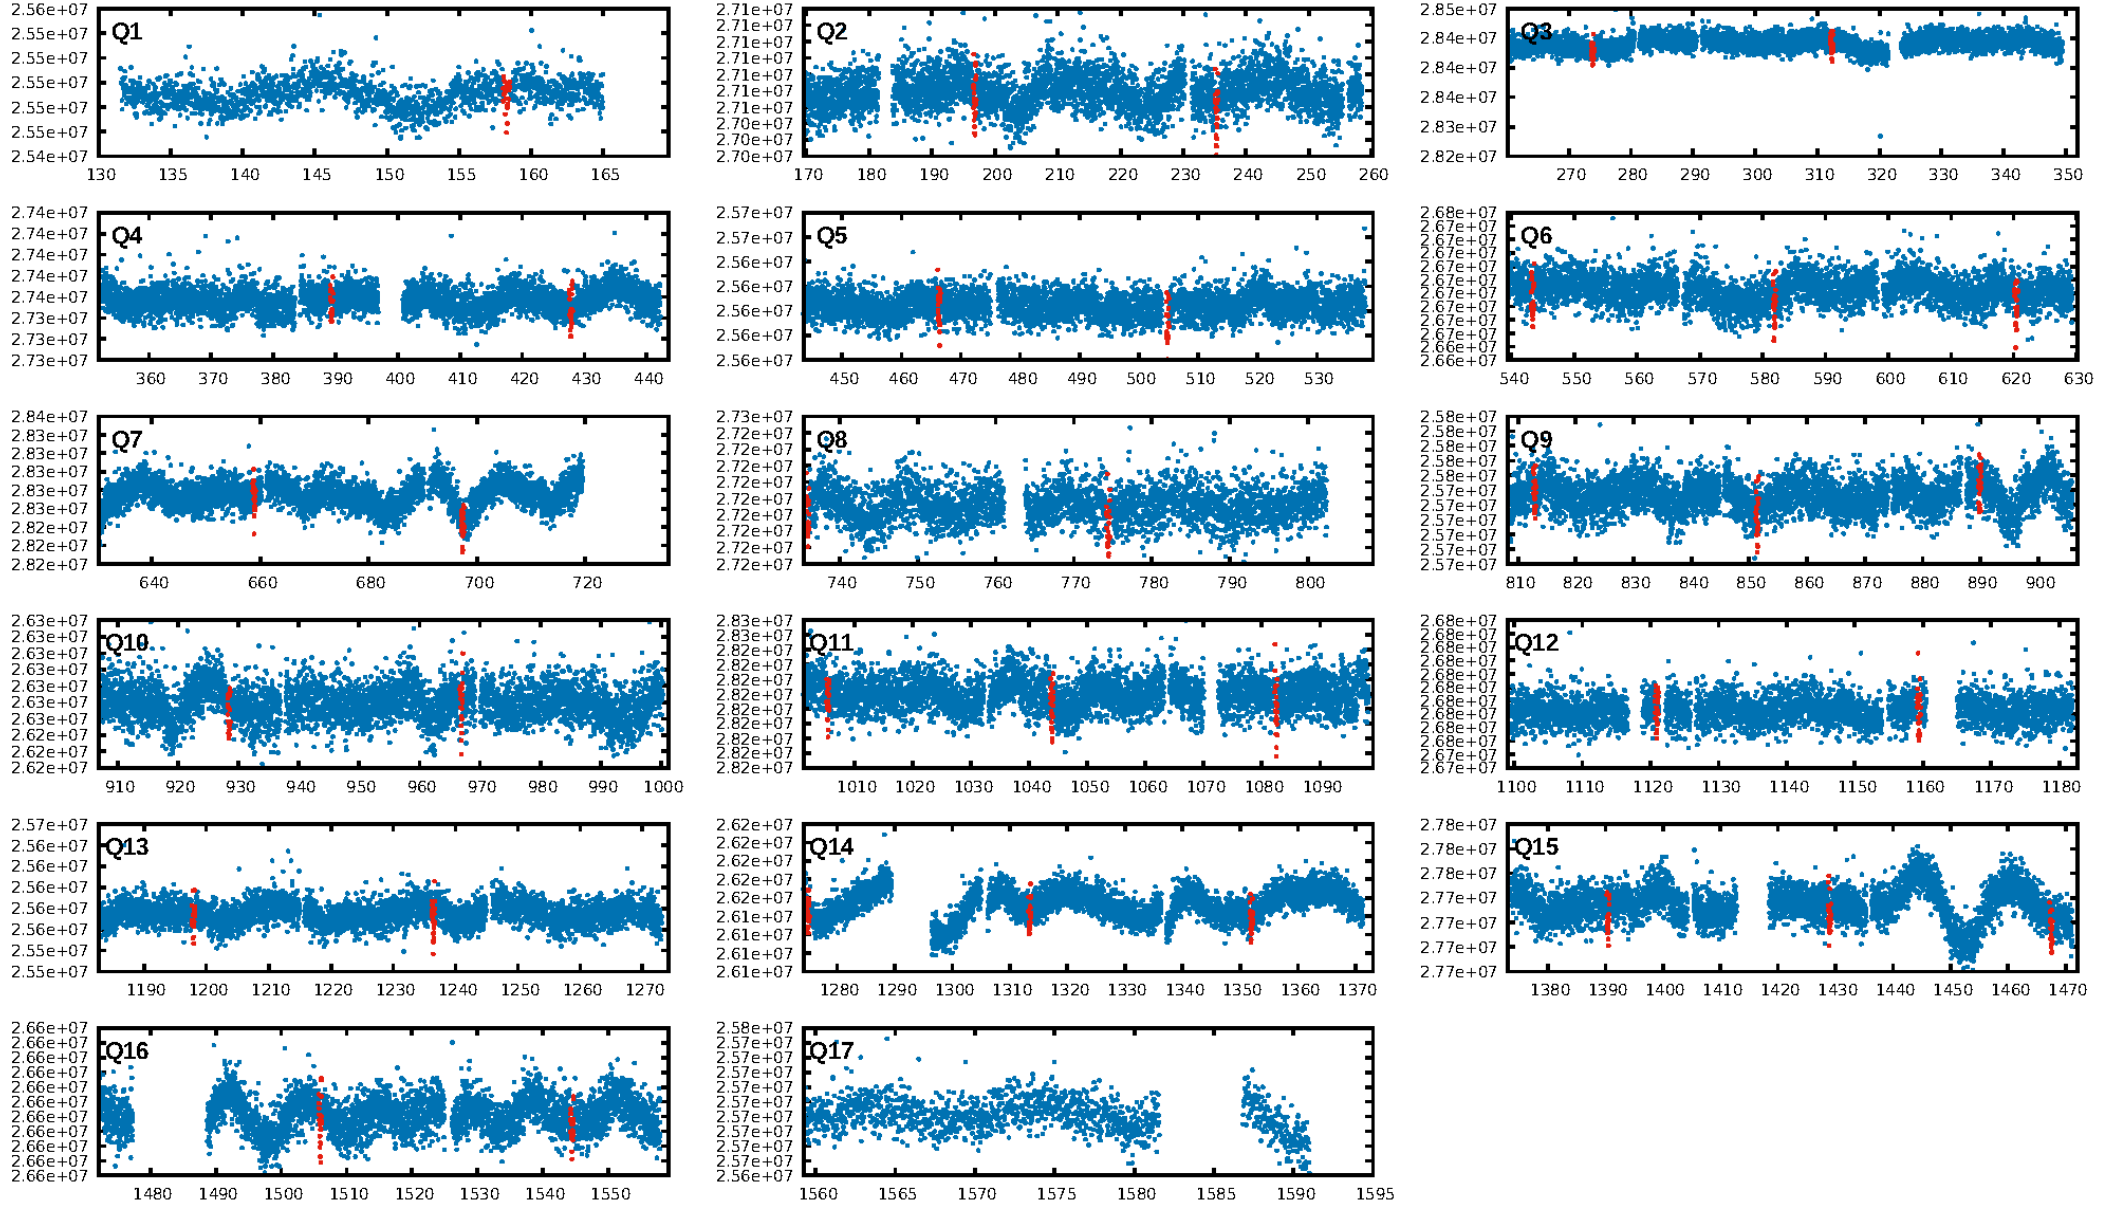 Q1
2.56e+07
2.55e+07
2.55e+07
2.55e+07
2.55e+07
2.55e+07
2.54e+07
130 135 140 145 150 155 160 165
Q2
2.71e+07
2.71e+07
2.71e+07
2.71e+07
2.71e+07
2.71e+07
2.71e+07
2.70e+07
2.70e+07
2.70e+07
170 180 190 200 210 220 230 240 250 260
Q3
2.85e+07
2.84e+07
2.84e+07
2.84e+07
2.83e+07
2.82e+07
270 280 290 300 310 320 330 340 350
Q4
2.74e+07
2.74e+07
2.74e+07
2.74e+07
2.74e+07
2.73e+07
2.73e+07
2.73e+07
360 370 380 390 400 410 420 430 440
Q5
2.57e+07
2.57e+07
2.56e+07
2.56e+07
2.56e+07
2.56e+07
2.56e+07
450 460 470 480 490 500 510 520 530
Q6
2.68e+07
2.67e+07
2.67e+07
2.67e+07
2.67e+07
2.67e+07
2.67e+07
2.67e+07
2.67e+07
2.67e+07
2.66e+07
2.66e+07
540 550 560 570 580 590 600 610 620 630
Q7
2.84e+07
2.83e+07
2.83e+07
2.83e+07
2.83e+07
2.83e+07
2.82e+07
2.82e+07
2.82e+07
640 660 680 700 720
Q8
2.73e+07
2.72e+07
2.72e+07
2.72e+07
2.72e+07
2.72e+07
2.72e+07
2.72e+07
2.72e+07
2.72e+07
740 750 760 770 780 790 800
Q9
2.58e+07
2.58e+07
2.58e+07
2.58e+07
2.58e+07
2.57e+07
2.57e+07
2.57e+07
2.57e+07
2.57e+07
2.57e+07
810 820 830 840 850 860 870 880 890 900
Q10
2.63e+07
2.63e+07
2.63e+07
2.63e+07
2.63e+07
2.63e+07
2.63e+07
2.62e+07
2.62e+07
2.62e+07
910 920 930 940 950 960 970 980 990 1000
Q11
2.83e+07
2.83e+07
2.82e+07
2.82e+07
2.82e+07
2.82e+07
2.82e+07
2.82e+07
2.82e+07
2.82e+07
2.82e+07
1010 1020 1030 1040 1050 1060 1070 1080 1090
Q12
2.68e+07
2.68e+07
2.68e+07
2.68e+07
2.68e+07
2.68e+07
2.68e+07
2.68e+07
2.68e+07
2.67e+07
2.67e+07
1100 1110 1120 1130 1140 1150 1160 1170 1180
Q13
2.57e+07
2.56e+07
2.56e+07
2.56e+07
2.56e+07
2.56e+07
2.55e+07
2.55e+07
1190 1200 1210 1220 1230 1240 1250 1260 1270
Q14
2.62e+07
2.62e+07
2.62e+07
2.62e+07
2.62e+07
2.61e+07
2.61e+07
2.61e+07
2.61e+07
1280 1290 1300 1310 1320 1330 1340 1350 1360 1370
Q15
2.78e+07
2.78e+07
2.78e+07
2.77e+07
2.77e+07
2.77e+07
2.77e+07
1380 1390 1400 1410 1420 1430 1440 1450 1460 1470
Q16
2.66e+07
2.66e+07
2.66e+07
2.66e+07
2.66e+07
2.66e+07
2.66e+07
2.66e+07
2.66e+07
2.66e+07
2.66e+07
1480 1490 1500 1510 1520 1530 1540 1550
Q17
2.58e+07
2.57e+07
2.57e+07
2.57e+07
2.57e+07
2.57e+07
2.57e+07
2.57e+07
2.57e+07
2.57e+07
2.56e+07
1560 1565 1570 1575 1580 1585 1590 1595